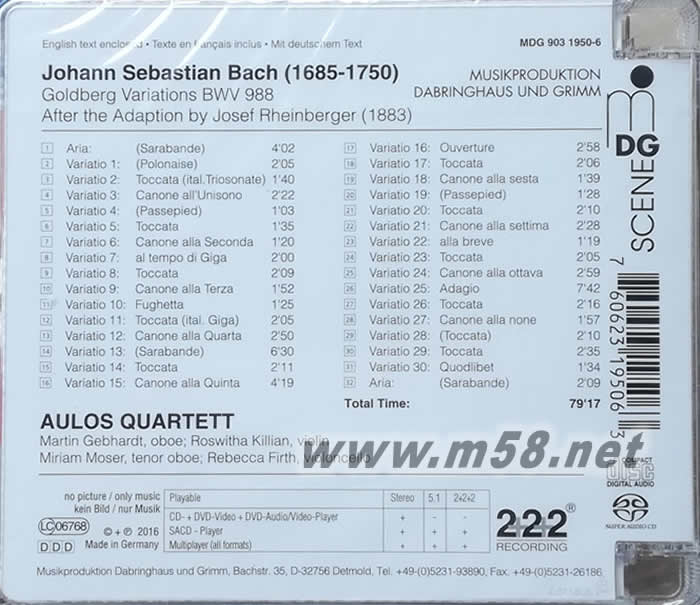 English text enclosed • Texte en français inclus • Mit deutschem Text
MDG 903 1950-6
Johann Sebastian Bach (1685-1750)
Goldberg Variations BWV 988
After the Adaption by Josef Rheinberger (1883)
MUSIKPRODUKTION
DABRINGHAUS UND GRIMM
DG
SCENE
1 Aria: (Sarabande) 4'02
2 Variatio 1: (Polonaise) 2'05
3 Variatio 2: Toccata (ital.Triosonate) 1'40
4 Variatio 3: Canone all'Unisono 2'22
5 Variatio 4: (Passepied) 1'03
6 Variatio 5: Toccata 1'35
7 Variatio 6: Canone alla Seconda 1'20
8 Variatio 7: al tempo di Giga 2'00
9 Variatio 8: Toccata 2'09
10 Variatio 9: Canone alla Terza 1'52
11 Variatio 10: Fughetta 1'25
12 Variatio 11: Toccata (ital. Giga) 2'05
13 Variatio 12: Canone alla Quarta 2'50
14 Variatio 13: (Sarabande) 6'30
15 Variatio 14: Toccata 2'11
16 Variatio 15: Canone alla Quinta 4'19
17 Variatio 16: Ouverture 2'58
18 Variatio 17: Toccata 2'06
19 Variatio 18: Canone alla sesta 1'39
20 Variatio 19: (Passepied) 1'28
21 Variatio 20: Toccata 2'10
22 Variatio 21: Canone alla settima 2'28
23 Variatio 22: alla breve 1'19
24 Variatio 23: Toccata 2'05
25 Variatio 24: Canone alla ottava 2'59
26 Variatio 25: Adagio 7'42
27 Variatio 26: Toccata 2'16
28 Variatio 27: Canone alla none 1'57
29 Variatio 28: (Toccata) 2'10
30 Variatio 29: Toccata 2'35
31 Variatio 30: Quodlibet 1'34
32 Aria: (Sarabande) 2'09
Total Time: 79'17
7 60623 19506 3
AULOS QUARTETT
Martin Gebhardt, oboe; Roswitha Killian, violin
Miriam Moser, tenor oboe; Rebecca Firth, violoncello
www.m58.net
COMPACT
disc
DIGITAL AUDIO
SUPER AUDIO CD
no picture / only music
kein Bild / nur Musik
LC 06768
© + ℗ 2016
DDD
Made in Germany
Playable Stereo 5.1 2+2+2
CD- + DVD-Video + DVD-Audio/Video-Player + - -
SACD - Player + + +
Multiplayer (all formats) + + +
2+2+2®
RECORDING
Musikproduktion Dabringhaus und Grimm, Bachstr. 35, D-32756 Detmold, Tel. +49-(0)5231-93890, Fax. +49-(0)5231-26186